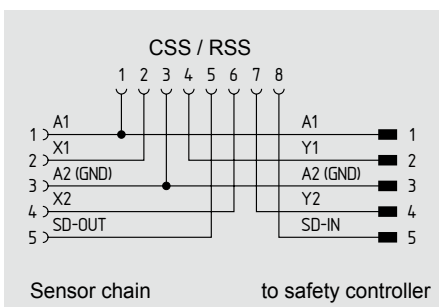 CSS / RSS
1 2 3 4 5 6 7 8
A1 A1
1 1
X1 Y1
2 2
A2 (GND) A2 (GND)
3 3
X2 Y2
4 4
SD-OUT SD-IN
5 5
Sensor chain to safety controller